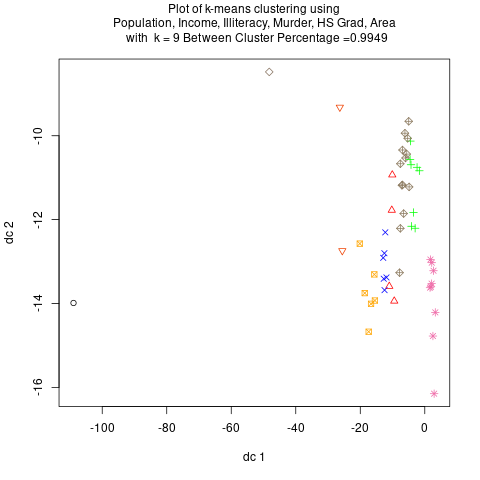 Plot of k-means clustering using
Population, Income, Illiteracy, Murder, HS Grad, Area
with k = 9 Between Cluster Percentage =0.9949
-10
-12
-14
-16
dc 2
-100
-80
-60
-40
-20
0
dc 1